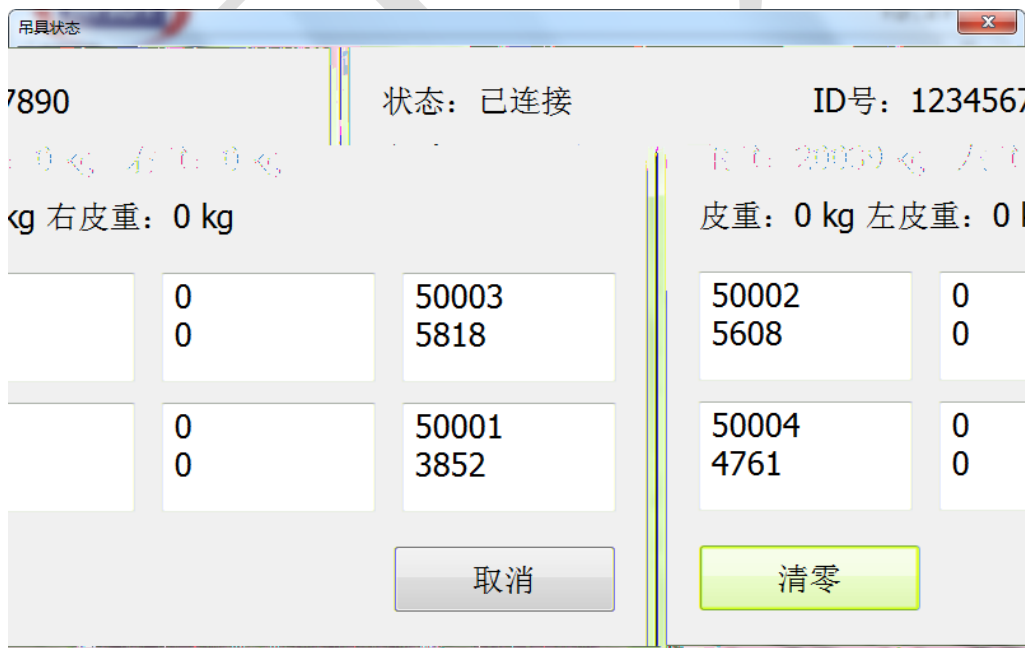 吊具状态
7890 状态：已连接 ID号：1234567
kg 右皮重：0 kg 皮重：0 kg 左皮重：0
0 50003 50002 0
0 5818 5608 0
0 50001 50004 0
0 3852 4761 0
取消 清零